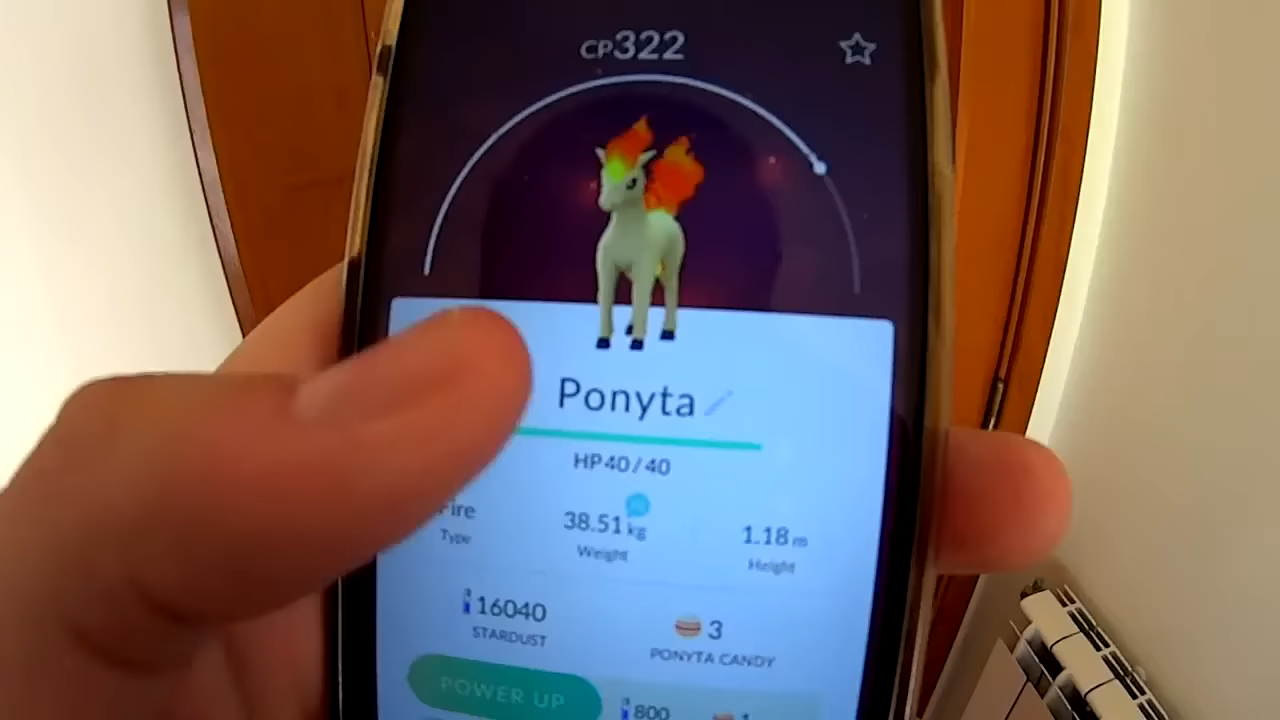 CP322
Ponyta
HP 40 / 40
Fire
38.51 kg
1.18 m
Type
Weight
Height
16040
3
STARDUST
PONYTA CANDY
POWER UP
800
1